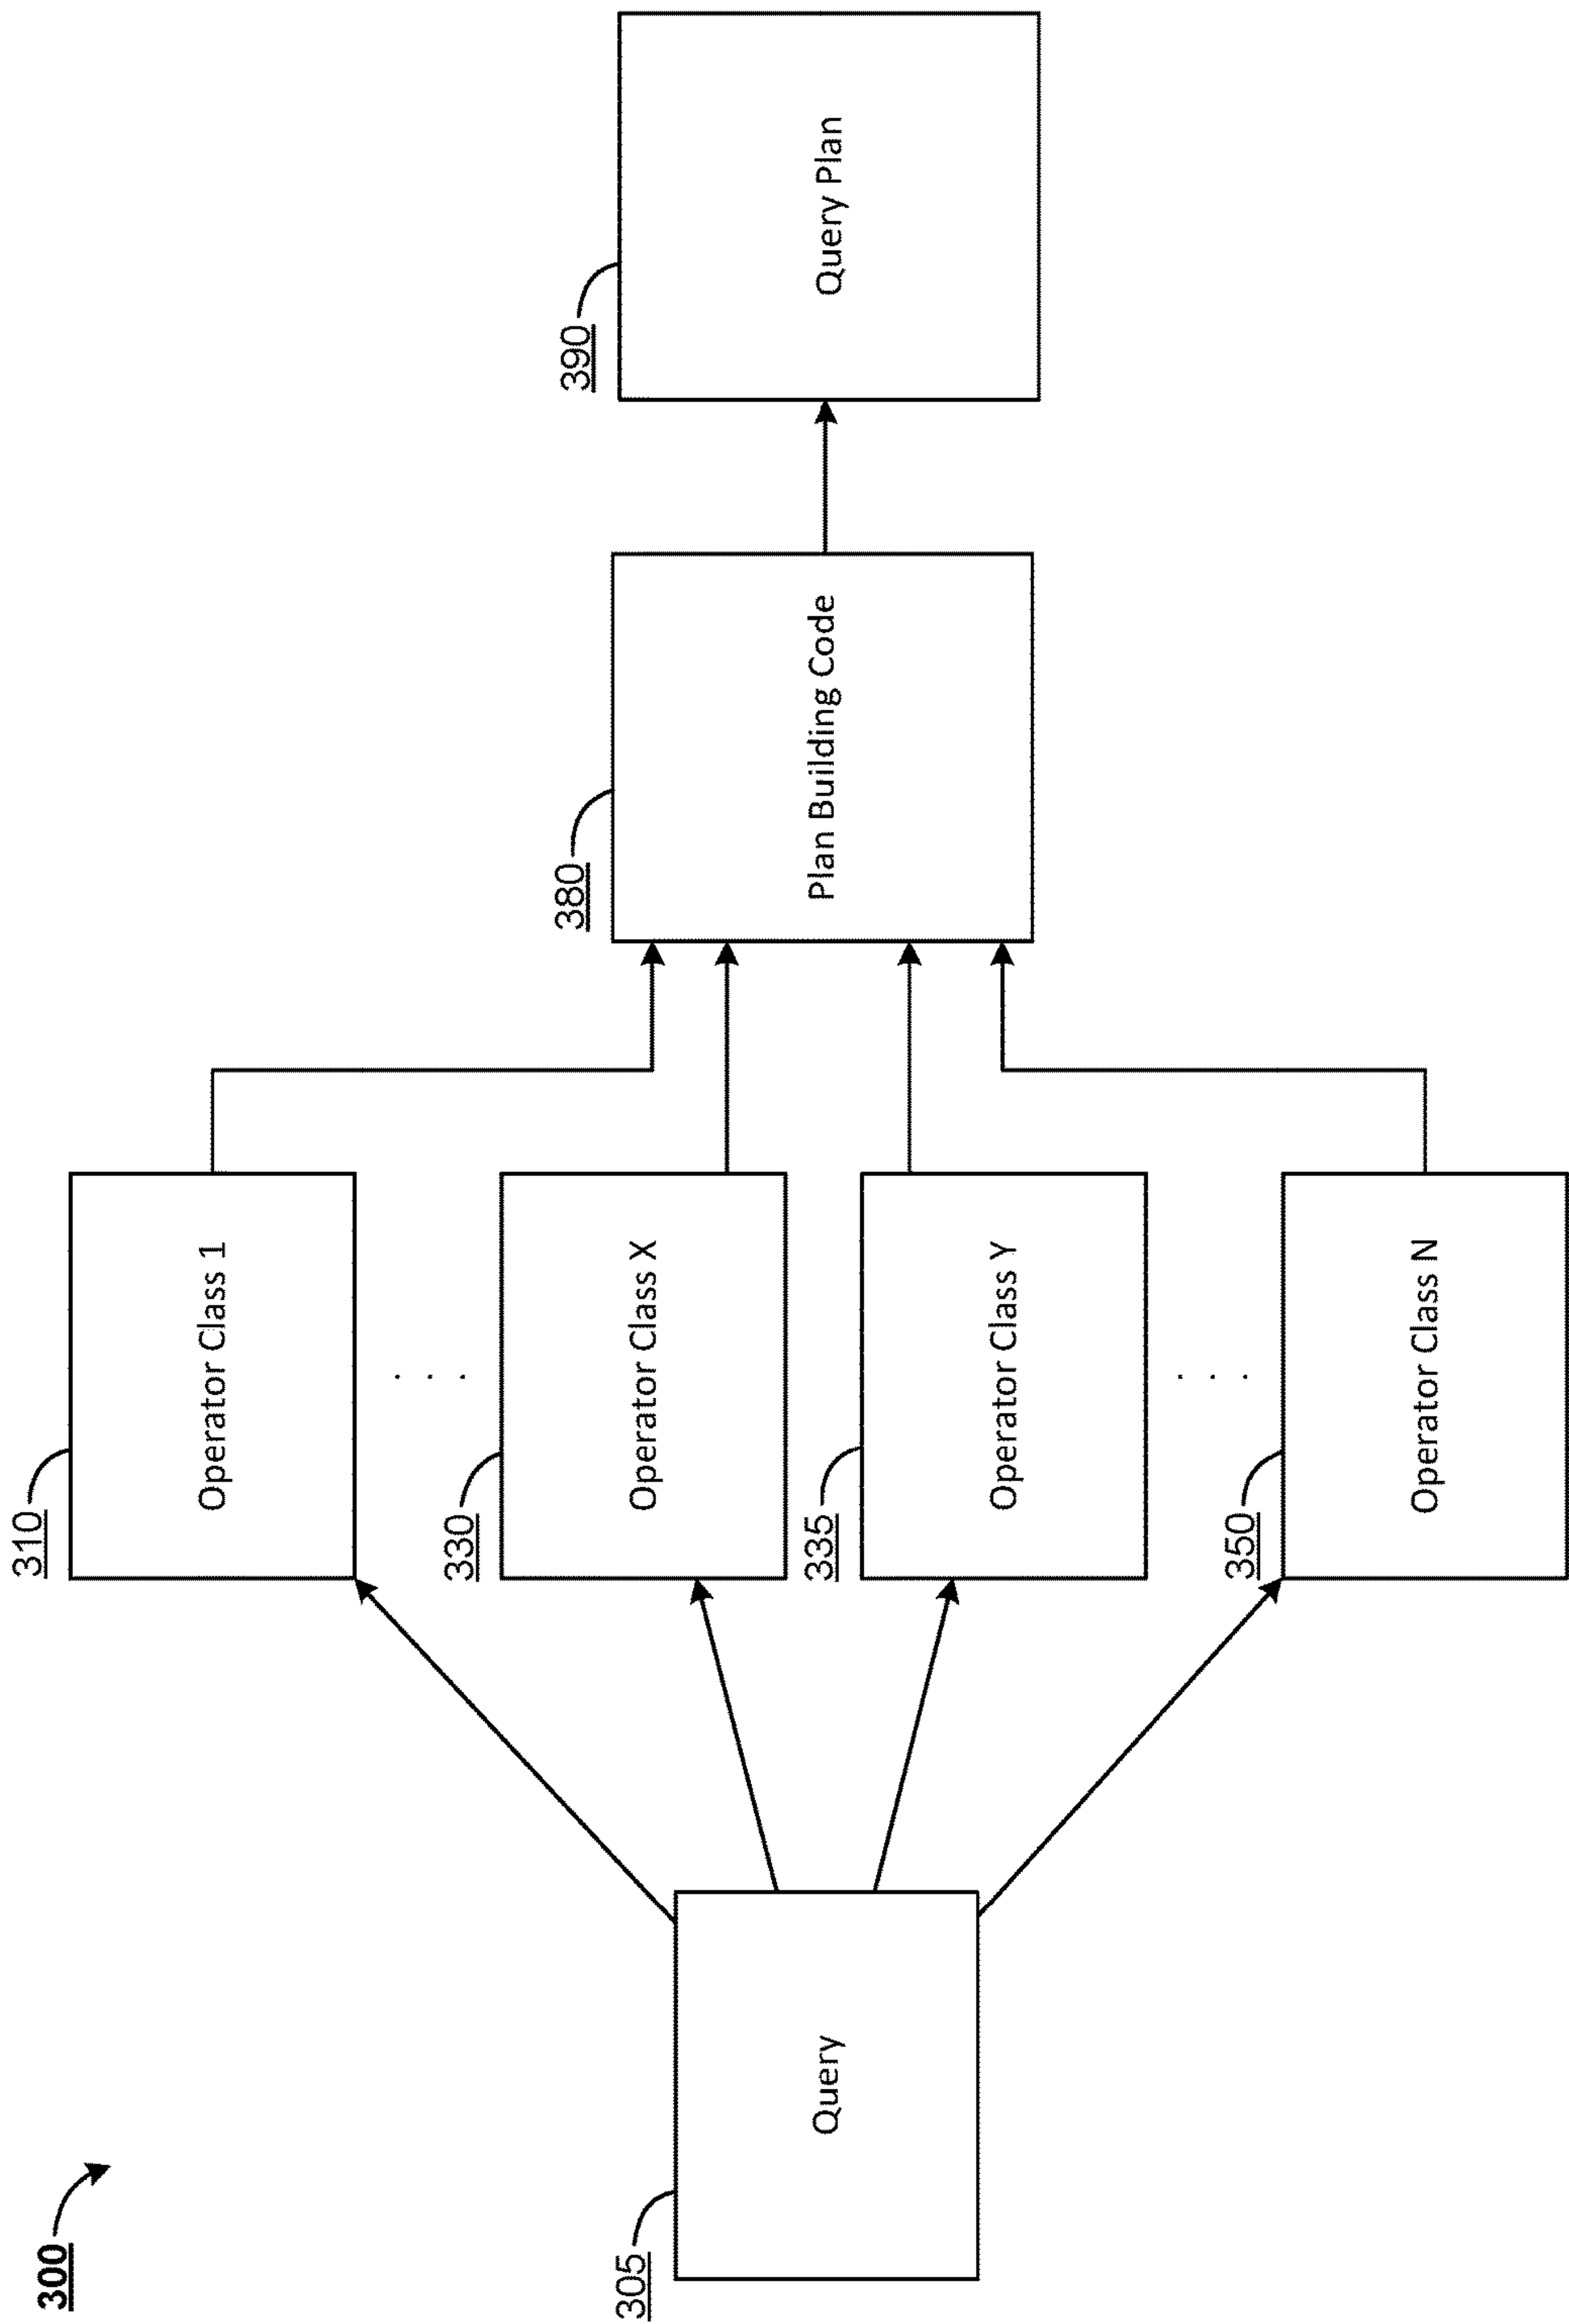 300
305
Query
310
Operator Class 1
. . .
330
Operator Class X
335
Operator Class Y
. . .
350
Operator Class N
380
Plan Building Code
390
Query Plan